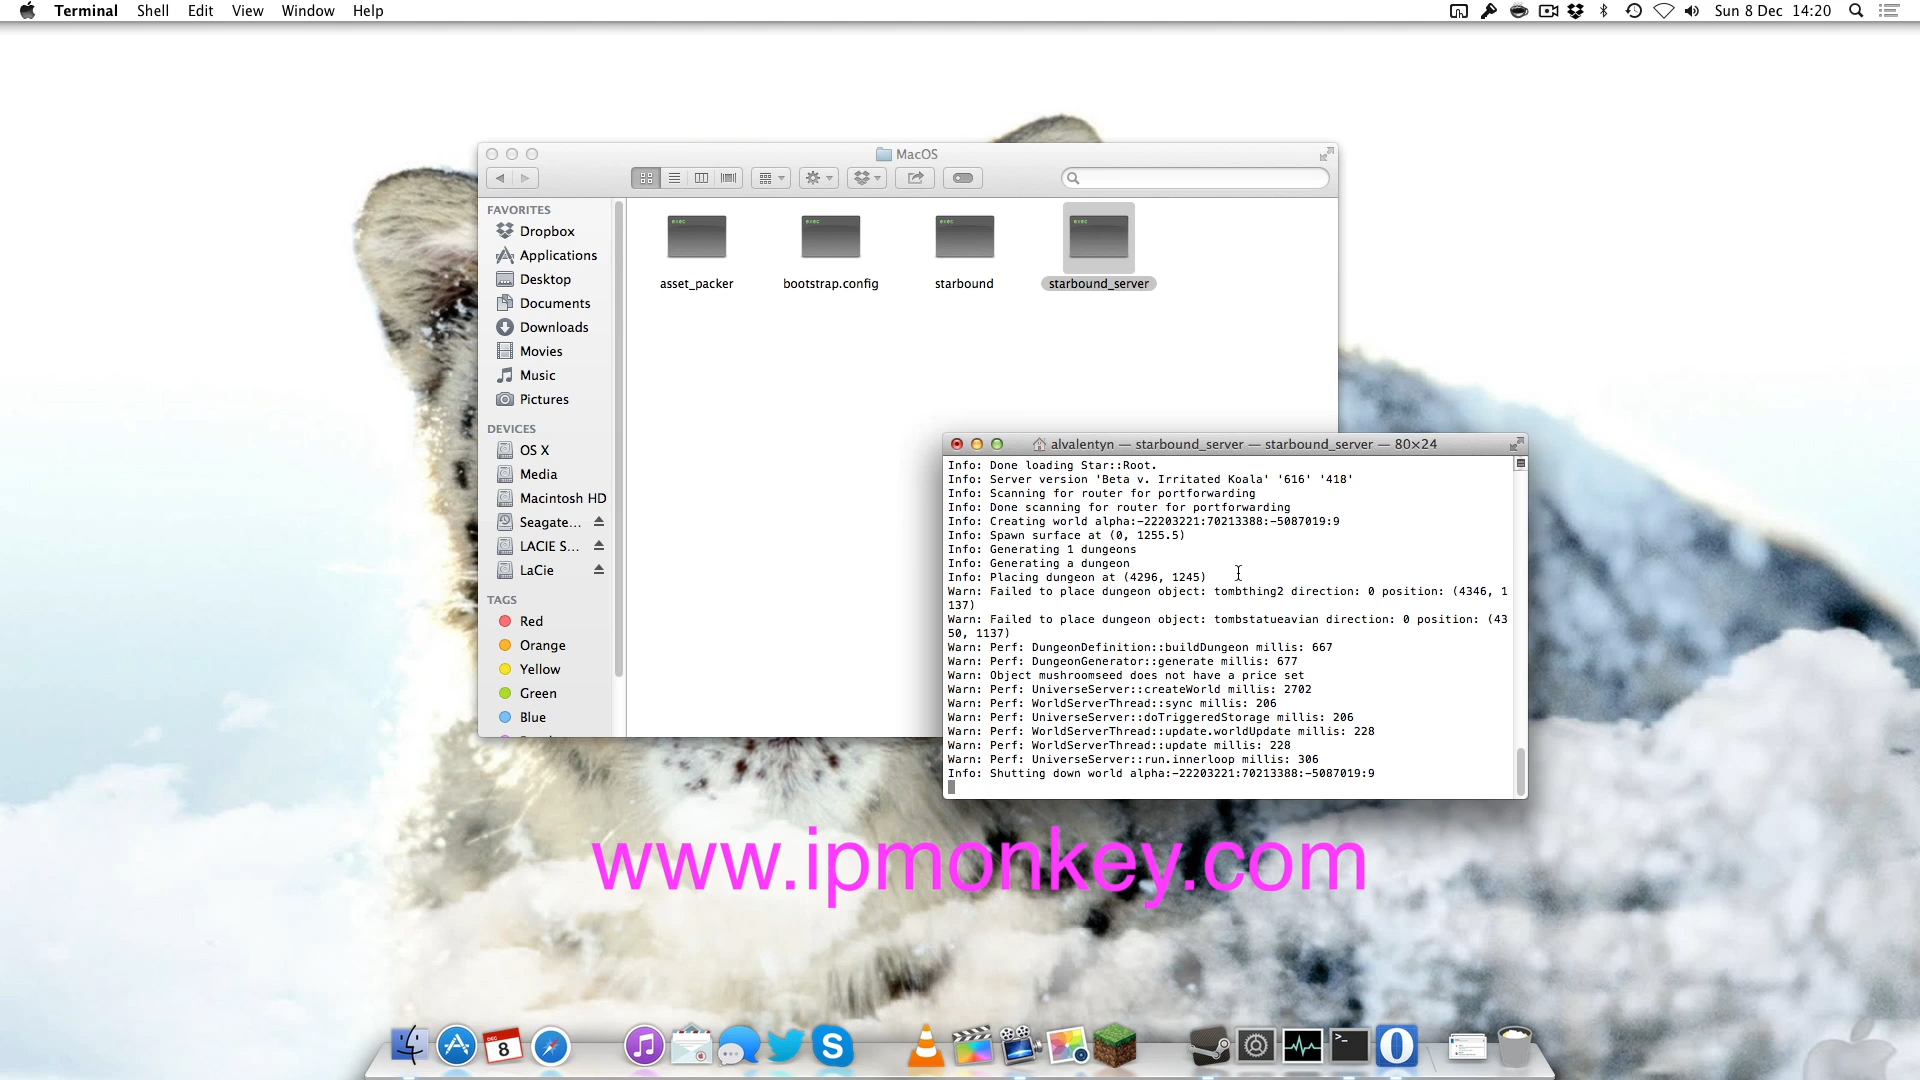 Terminal Shell Edit View Window Help
Sun 8 Dec 14:20
MacOS
FAVORITES
Dropbox
Applications
Desktop
Documents
Downloads
Movies
Music
Pictures
DEVICES
OS X
Media
Macintosh HD
Seagate...
LACIE S...
LaCie
TAGS
Red
Orange
Yellow
Green
Blue
exec exec exec exec
asset_packer bootstrap.config starbound starbound_server
alvalentyn — starbound_server — starbound_server — 80×24
Info: Done loading Star::Root.
Info: Server version 'Beta v. Irritated Koala' '616' '418'
Info: Scanning for router for portforwarding
Info: Done scanning for router for portforwarding
Info: Creating world alpha:-22203221:70213388:-5087019:9
Info: Spawn surface at (0, 1255.5)
Info: Generating 1 dungeons
Info: Generating a dungeon
Info: Placing dungeon at (4296, 1245)
Warn: Failed to place dungeon object: tombthing2 direction: 0 position: (4346, 1
137)
Warn: Failed to place dungeon object: tombstatueavian direction: 0 position: (43
50, 1137)
Warn: Perf: DungeonDefinition::buildDungeon millis: 667
Warn: Perf: DungeonGenerator::generate millis: 677
Warn: Object mushroomseed does not have a price set
Warn: Perf: UniverseServer::createWorld millis: 2702
Warn: Perf: WorldServerThread::sync millis: 206
Warn: Perf: UniverseServer::doTriggeredStorage millis: 206
Warn: Perf: WorldServerThread::update.worldUpdate millis: 228
Warn: Perf: WorldServerThread::update millis: 228
Warn: Perf: UniverseServer::run.innerloop millis: 306
Info: Shutting down world alpha:-22203221:70213388:-5087019:9
www.ipmonkey.com
DEC
8